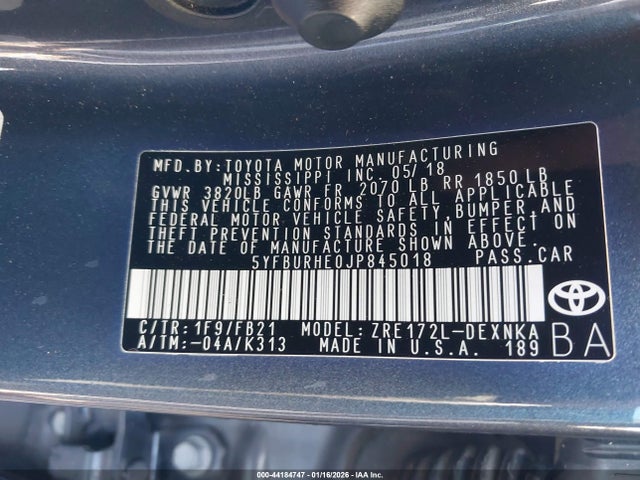 MFD.BY:TOYOTA MOTOR MANUFACTURING
MISSISSIPPI INC.05/18
GVWR 3820LB GAWR FR. 2070 LB, RR 1850 LB
THIS VEHICLE CONFORMS TO ALL APPLICABLE
FEDERAL MOTOR VEHICLE SAFETY,BUMPER,AND
THEFT PREVENTION STANDARDS IN EFFECT ON
THE DATE OF MANUFACTURE SHOWN ABOVE.
5YFBURHE0JP845018 PASS.CAR
C/TR:1F9/FB21 MODEL:ZRE172L-DEXNKA
A/TM:-04A/K313 MADE IN U.S.A. 189
BA
000-44184747 - 01/16/2026 - IAA Inc.